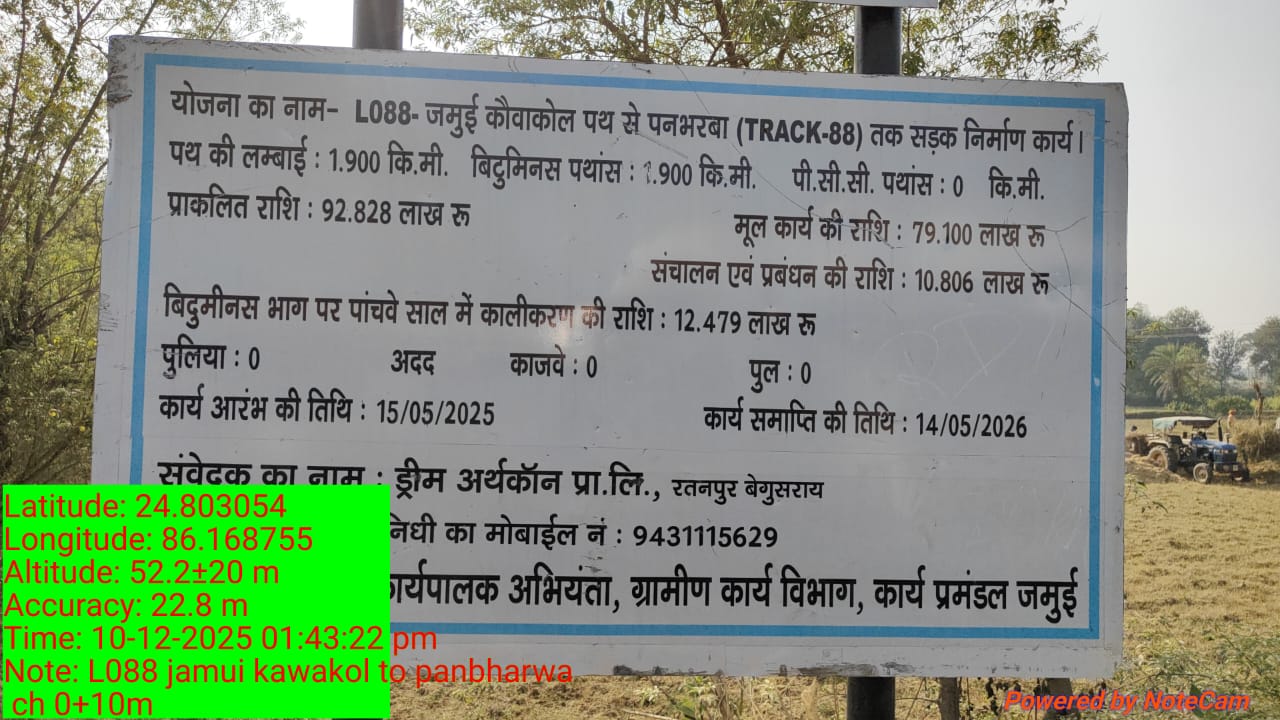 योजना का नाम- L088- जमुई कौवाकोल पथ से पनभरबा (TRACK-88) तक सड़क निर्माण कार्य।
पथ की लम्बाई : 1.900 कि.मी. बिटुमिनस पथांस : 1.900 कि.मी. पी.सी.सी. पथांस : 0 कि.मी.
प्राकलित राशि : 92.828 लाख रू
मूल कार्य की राशि : 79.100 लाख रू
संचालन एवं प्रबंधन की राशि : 10.806 लाख रू
बिदुमीनस भाग पर पांचवे साल में कालीकरण की राशि : 12.479 लाख रू
पुलिया : 0 अदद काजवे : 0 पुल : 0
कार्य आरंभ की तिथि : 15/05/2025 कार्य समाप्ति की तिथि : 14/05/2026
संवेदक का नाम : ड्रीम अर्थकॉन प्रा.लि., रतनपुर बेगुसराय
निधी का मोबाईल नं : 9431115629
कार्यपालक अभियंता, ग्रामीण कार्य विभाग, कार्य प्रमंडल जमुई
Latitude: 24.803054
Longitude: 86.168755
Altitude: 52.2±20 m
Accuracy: 22.8 m
Time: 10-12-2025 01:43:22 pm
Note: L088 jamui kawakol to panbharwa
ch 0+10m
Powered by NoteCam